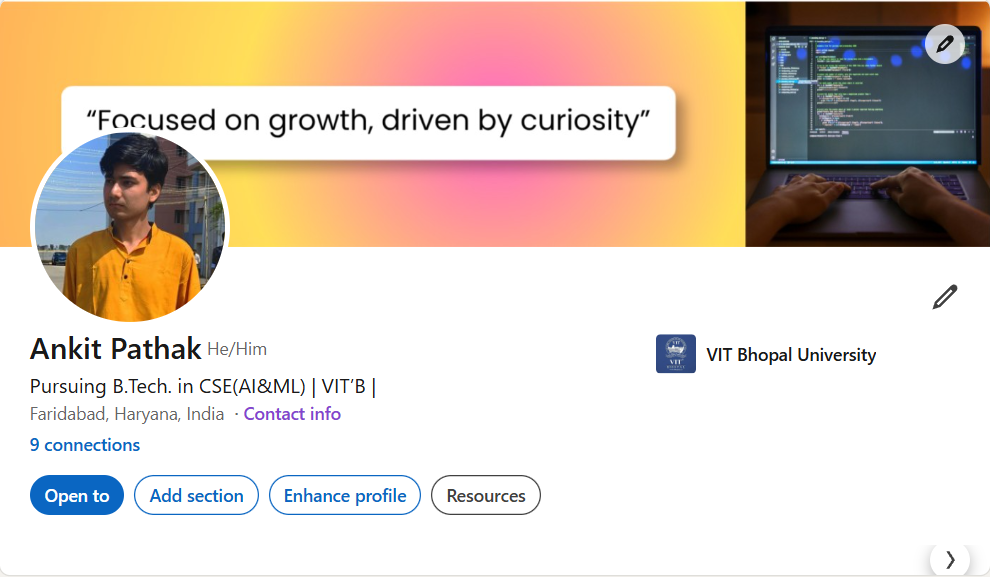 “Focused on growth, driven by curiosity”
Ankit Pathak He/Him
VIT Bhopal University
Pursuing B.Tech. in CSE(AI&ML) | VIT’B |
Faridabad, Haryana, India · Contact info
9 connections
Open to
Add section
Enhance profile
Resources